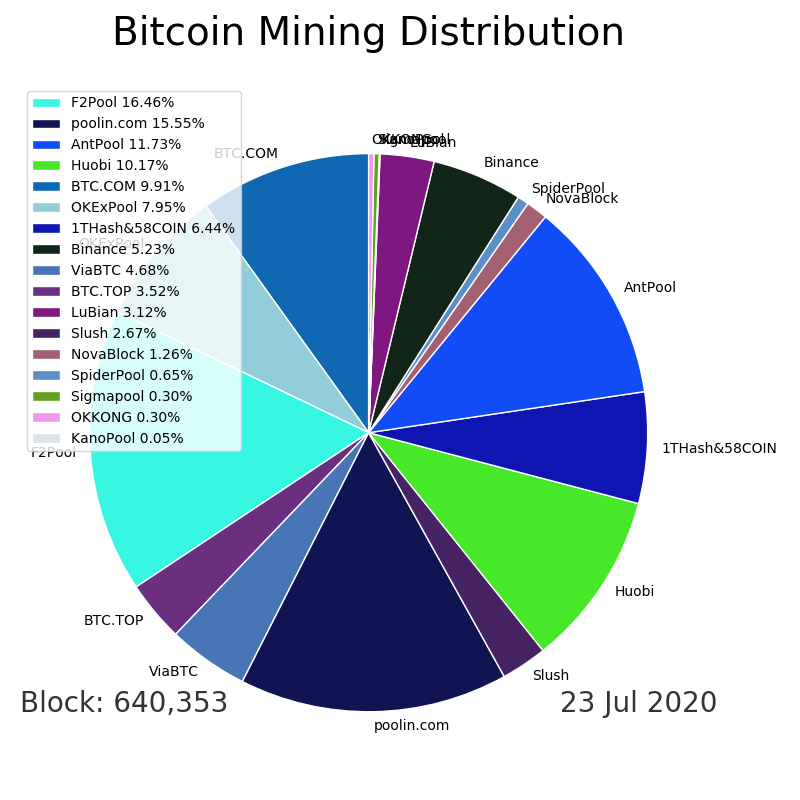 Bitcoin Mining Distribution
F2Pool 16.46%
poolin.com 15.55%
AntPool 11.73%
Huobi 10.17%
BTC.COM 9.91%
OKExPool 7.95%
1THash&58COIN 6.44%
Binance 5.23%
ViaBTC 4.68%
BTC.TOP 3.52%
LuBian 3.12%
Slush 2.67%
NovaBlock 1.26%
SpiderPool 0.65%
Sigmapool 0.30%
OKKONG 0.30%
KanoPool 0.05%
BTC.COM
OKExPool
F2Pool
BTC.TOP
ViaBTC
poolin.com
Slush
Huobi
1THash&58COIN
AntPool
NovaBlock
SpiderPool
Binance
LuBian
Block: 640,353
23 Jul 2020